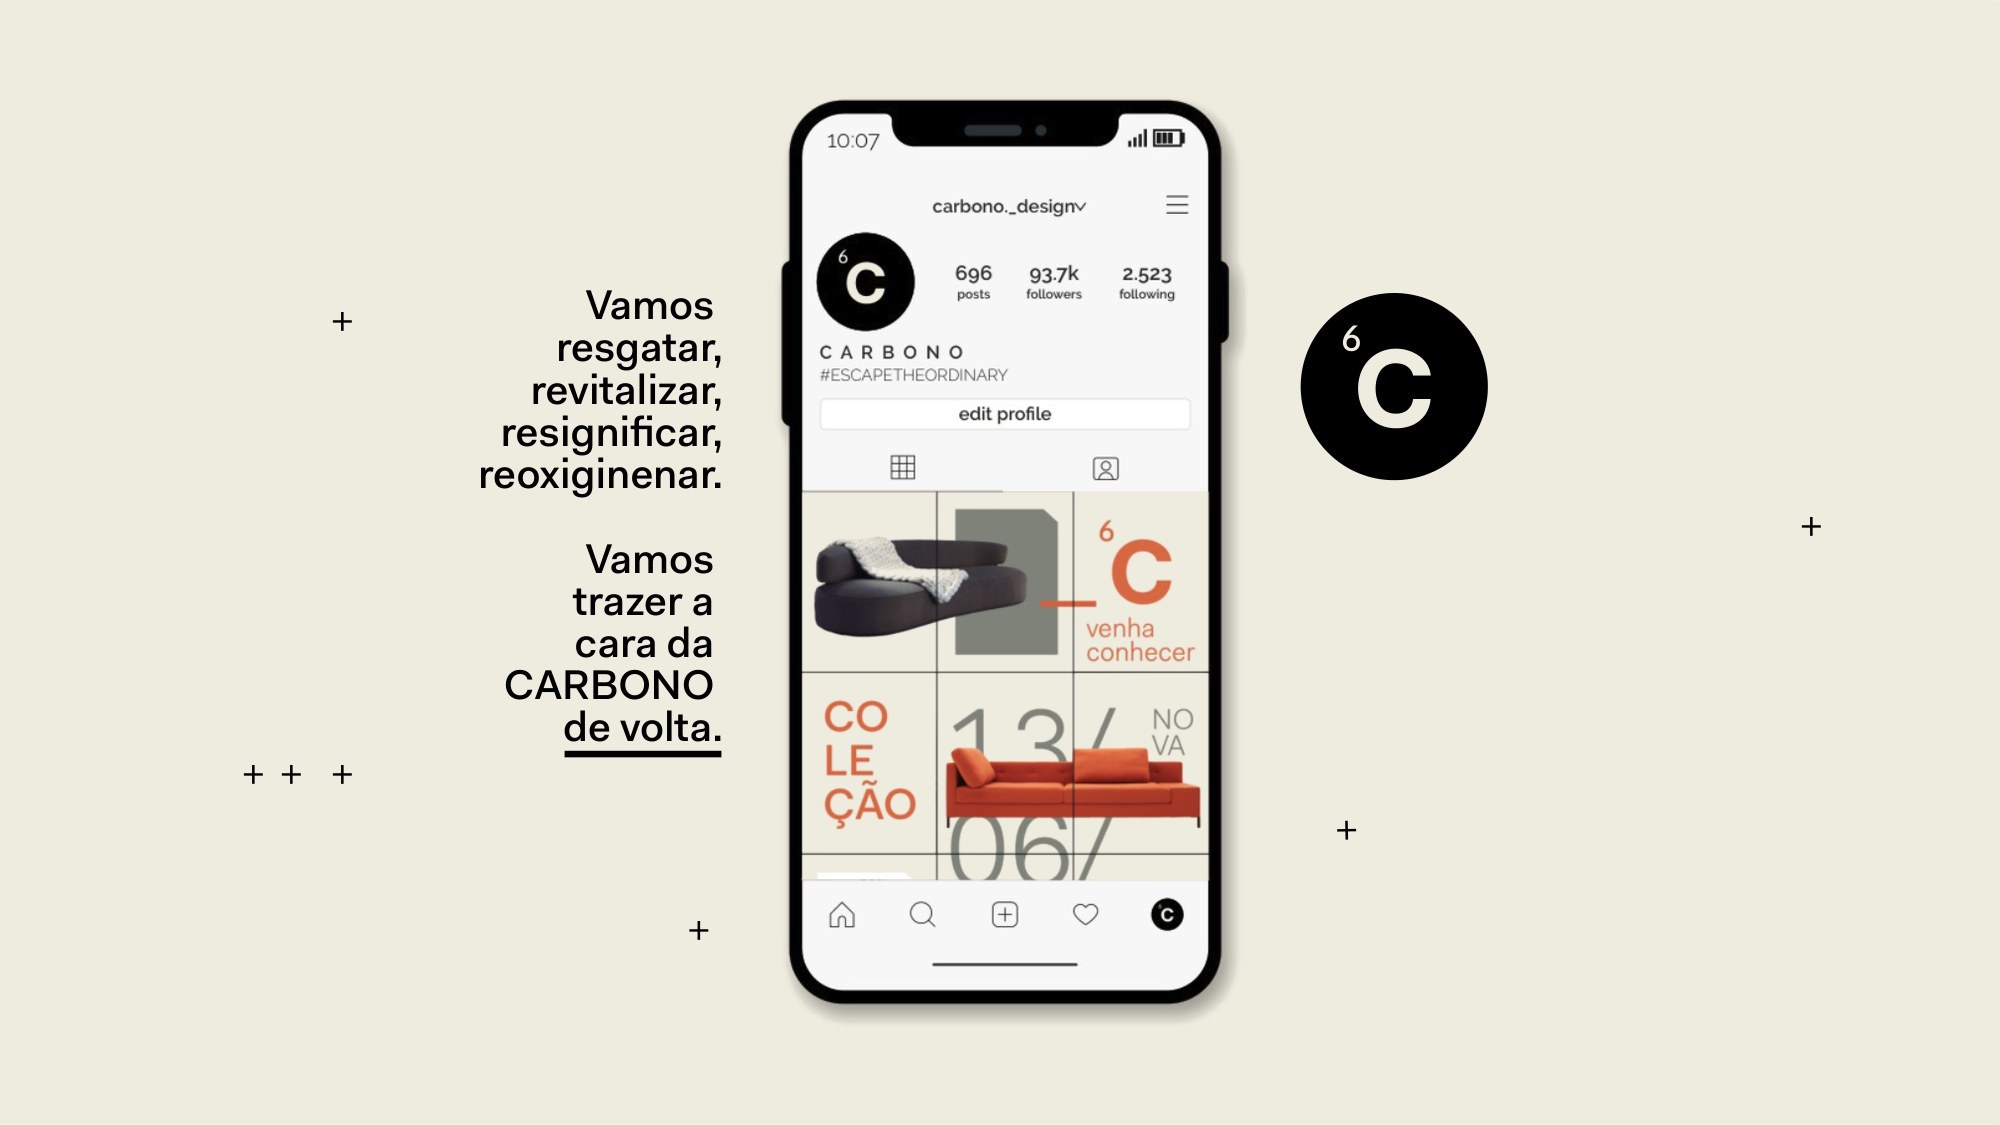 Vamos
resgatar,
revitalizar,
resignificar,
reoxiginenar.
Vamos
trazer a
cara da
CARBONO
de volta.
10:07
carbono._design
6
C
696
posts
93.7k
followers
2.523
following
CARBONO
#ESCAPETHEORDINARY
edit profile
6
_C
venha
conhecer
CO
LE
ÇÃO
13/
06/
NO
VA
6
C
6
C